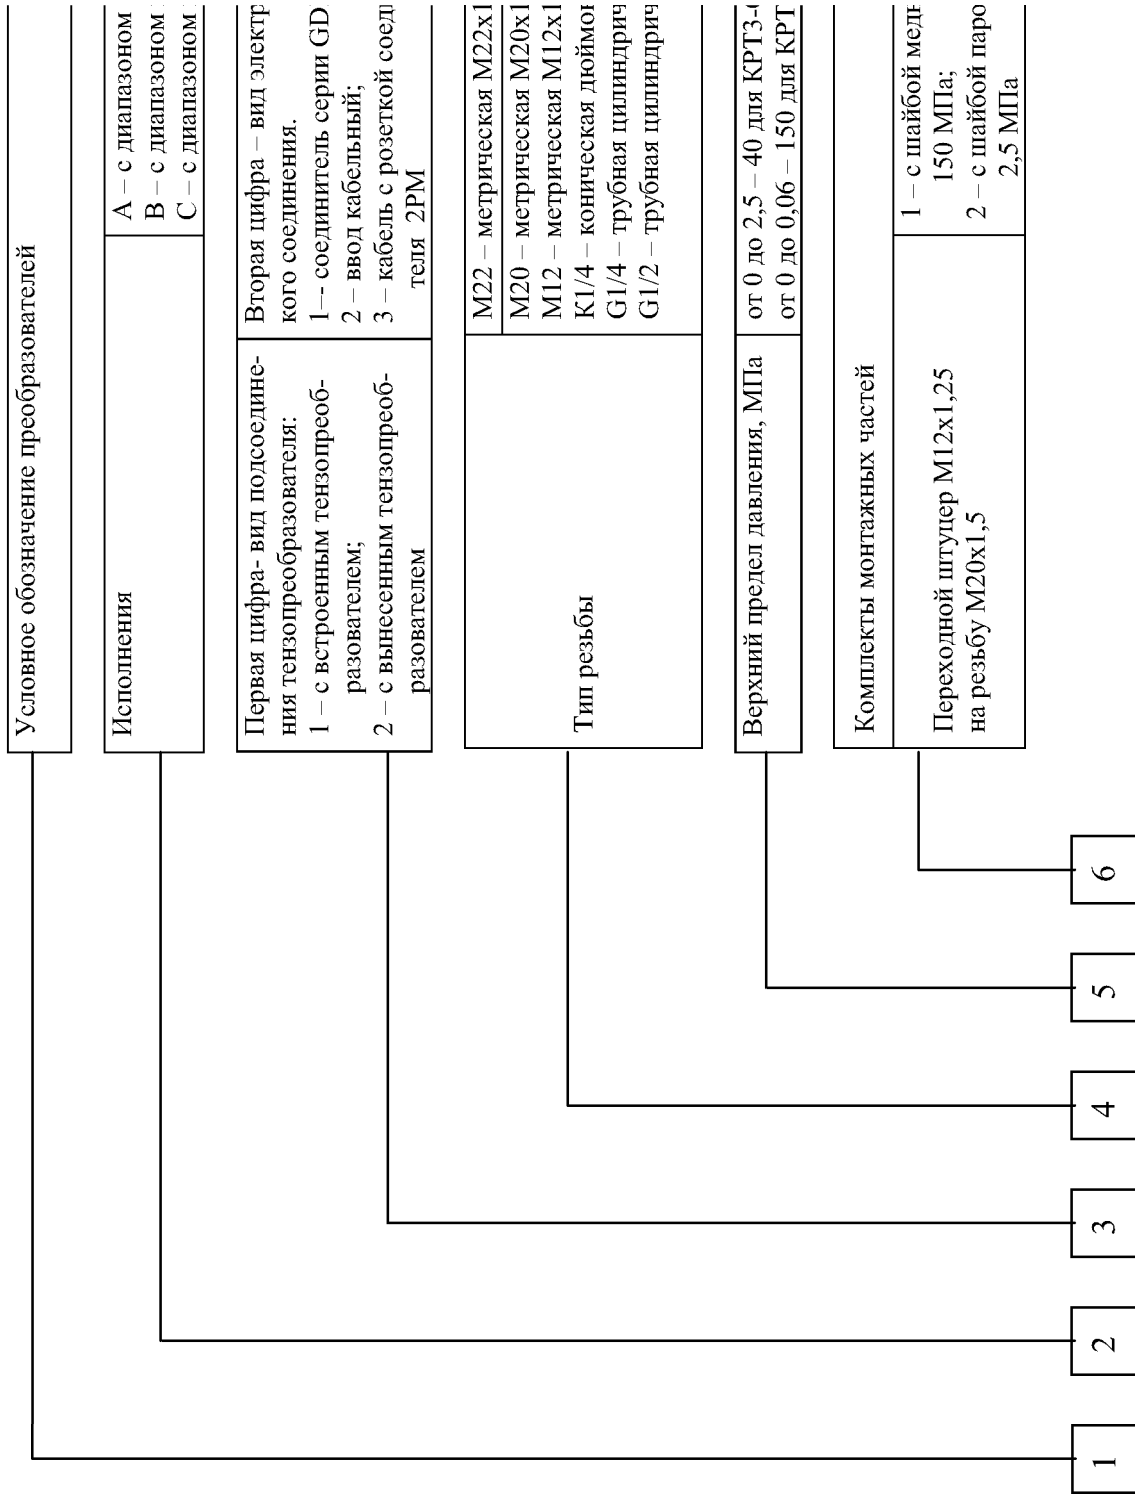 Условное обозначение преобразователей
Исполнения
А – с диапазоном
В – с диапазоном
С – с диапазоном
Первая цифра- вид подсоедине-
ния тензопреобразователя:
1 – с встроенным тензопреоб-
разователем;
2 – с вынесенным тензопреоб-
разователем
Вторая цифра – вид электр
кого соединения.
1–- соединитель серии GD
2 – ввод кабельный;
3 – кабель с розеткой соед
теля 2РМ
Тип резьбы
М22 – метрическая М22х1
М20 – метрическая М20х1
М12 – метрическая М12х1
К1/4 – коническая дюймо
G1/4 – трубная цилиндрич
G1/2 – трубная цилиндрич
Верхний предел давления, МПа
от 0 до 2,5 – 40 для КРТ3-
от 0 до 0,06 – 150 для КРТ
Комплекты монтажных частей
Переходной штуцер М12х1,25
на резьбу М20х1,5
1 – с шайбой мед
150 МПа;
2 – с шайбой паро
2,5 МПа
1
2
3
4
5
6